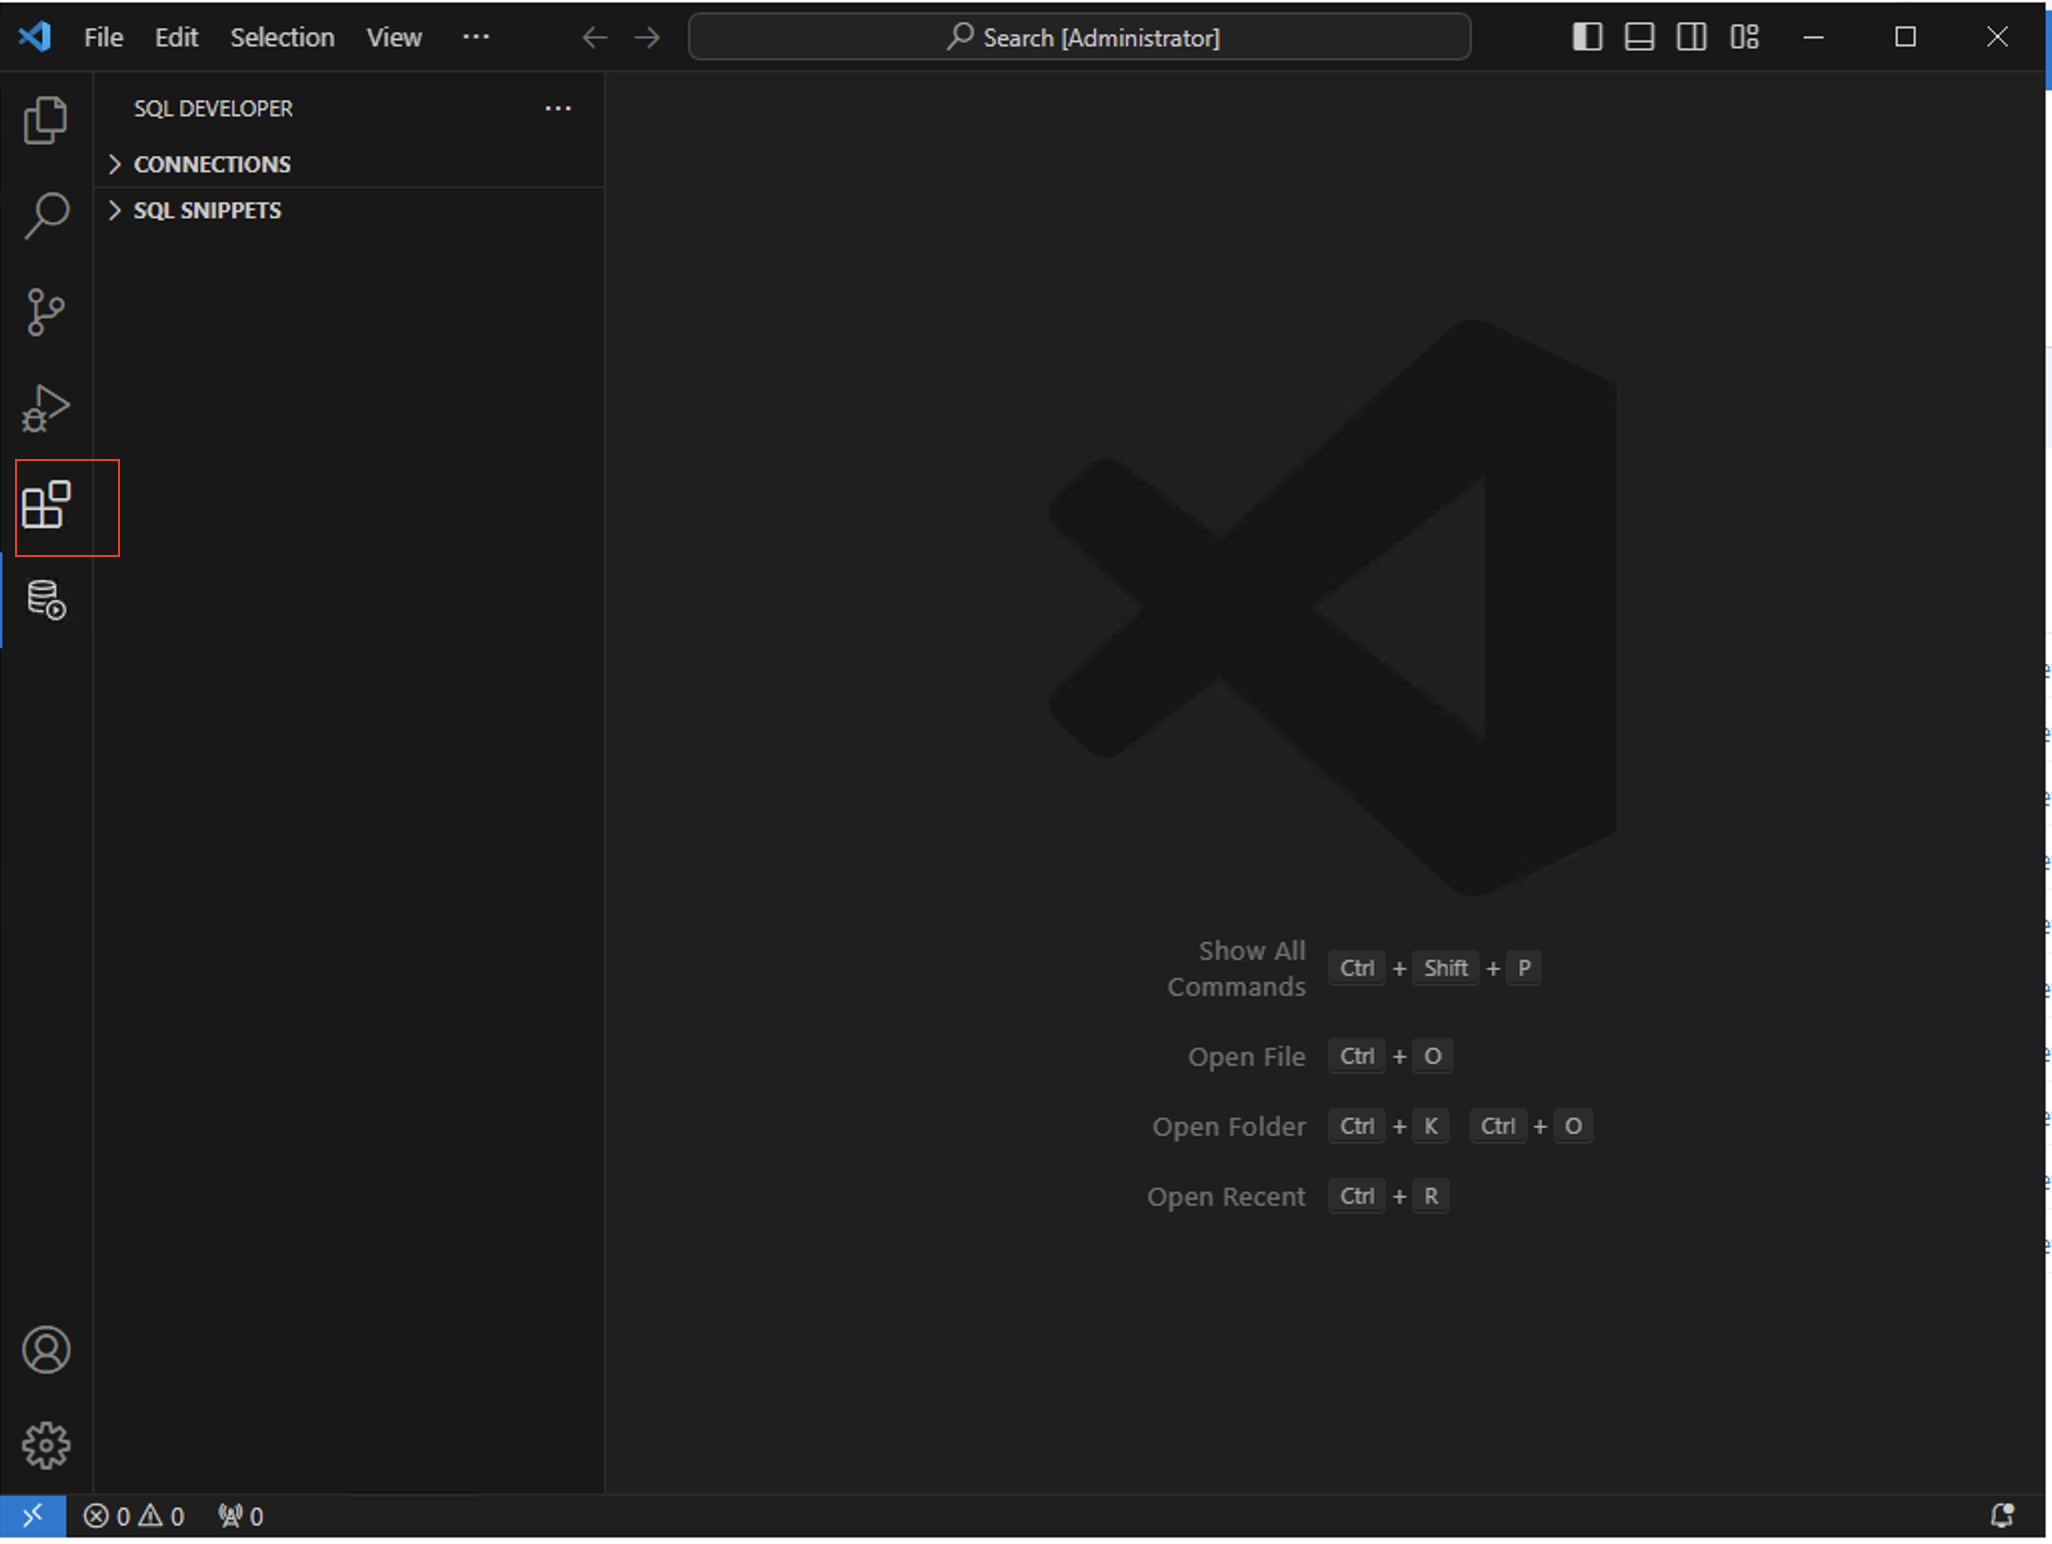 File Edit Selection View ··· Search [Administrator]
SQL DEVELOPER ···
CONNECTIONS
SQL SNIPPETS
Show All
Commands Ctrl + Shift + P
Open File Ctrl + O
Open Folder Ctrl + K Ctrl + O
Open Recent Ctrl + R
0 0 0